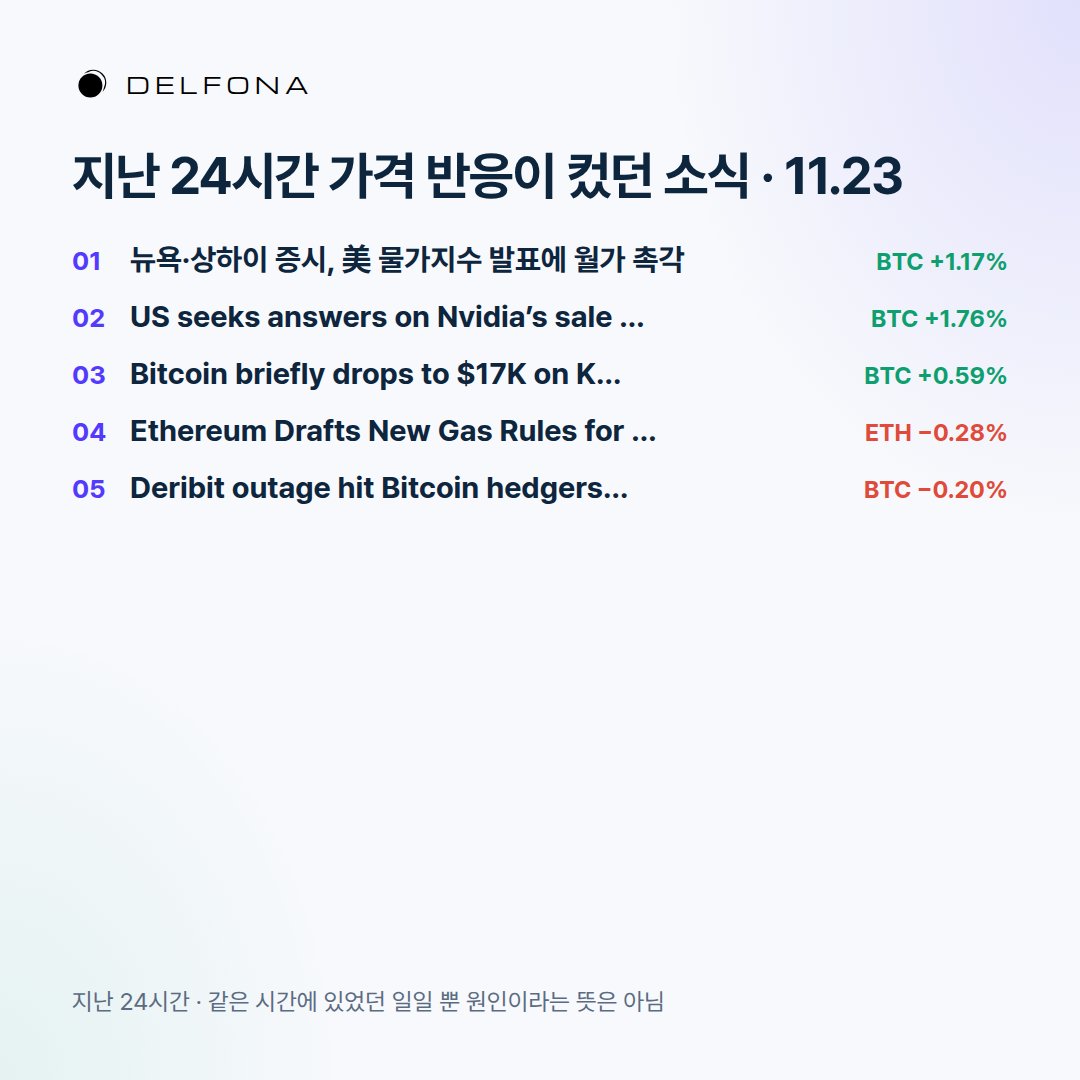 DELFONA
지난 24시간 가격 반응이 컸던 소식 · 11.23
01 뉴욕·상하이 증시, 美 물가지수 발표에 월가 촉각 BTC +1.17%
02 US seeks answers on Nvidia’s sale ... BTC +1.76%
03 Bitcoin briefly drops to $17K on K... BTC +0.59%
04 Ethereum Drafts New Gas Rules for ... ETH −0.28%
05 Deribit outage hit Bitcoin hedgers... BTC −0.20%
지난 24시간 · 같은 시간에 있었던 일일 뿐 원인이라는 뜻은 아님